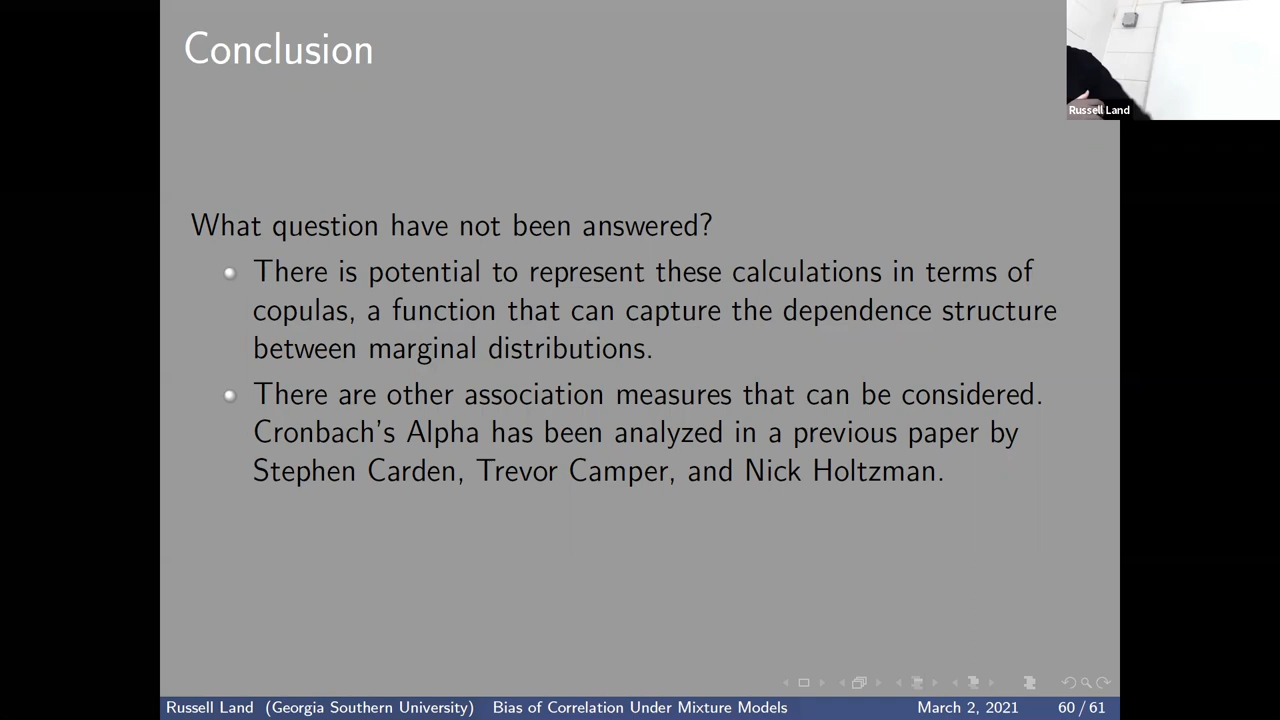 Conclusion
Russell Land
What question have not been answered?
There is potential to represent these calculations in terms of
copulas, a function that can capture the dependence structure
between marginal distributions.
There are other association measures that can be considered.
Cronbach's Alpha has been analyzed in a previous paper by
Stephen Carden, Trevor Camper, and Nick Holtzman.
Russell Land (Georgia Southern University) Bias of Correlation Under Mixture Models March 2, 2021 60 / 61